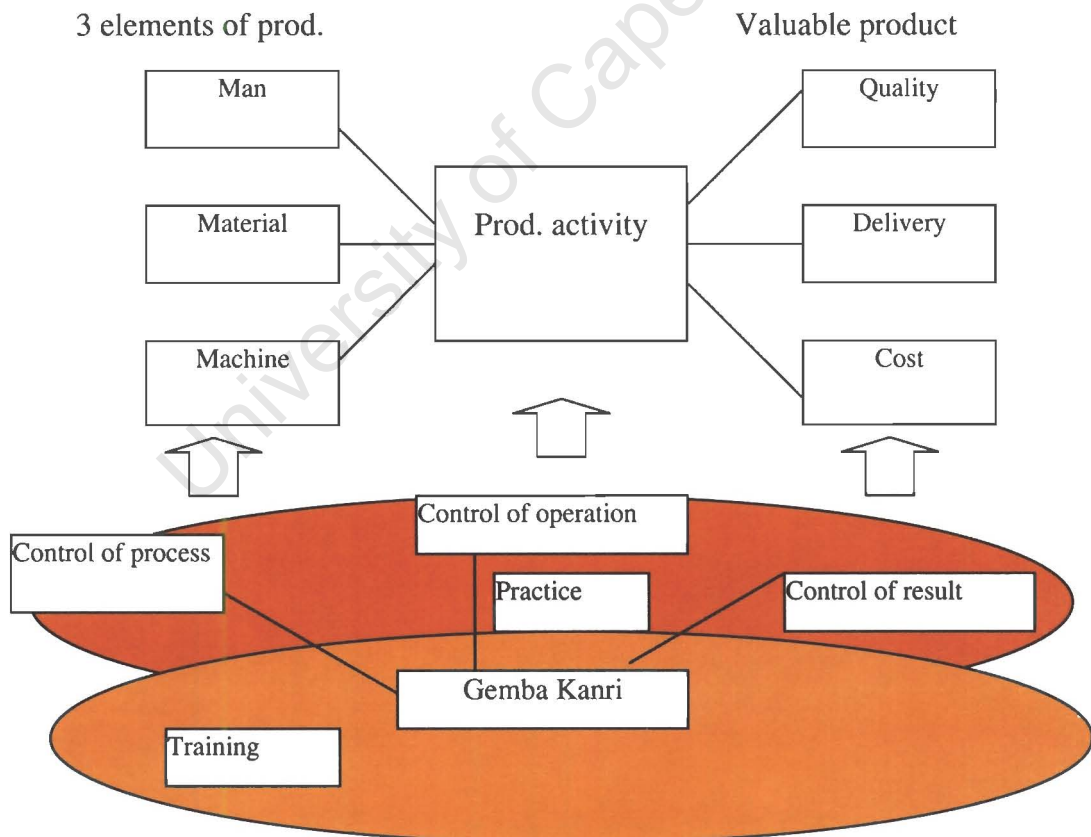 3 elements of prod.
Valuable product
Man
Quality
Prod. activity
Material
Delivery
Machine
Cost
Control of operation
Control of process
Practice
Control of result
Gemba Kanri
Training
University of Cape